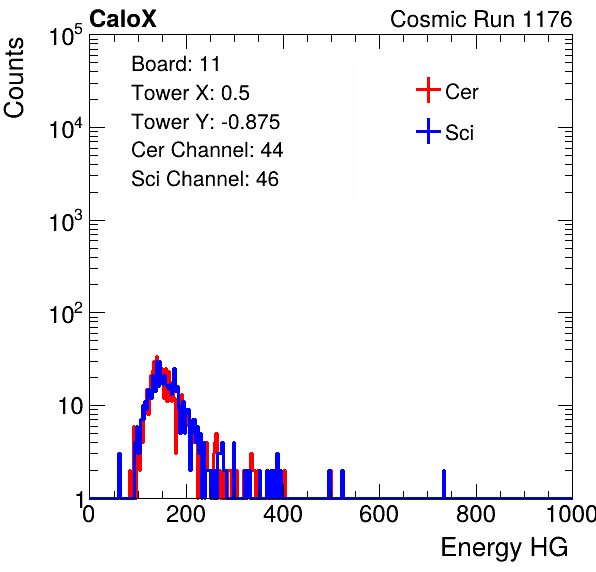 CaloX Cosmic Run 1176
Counts
10^5
10^4
10^3
10^2
10
1
Board: 11
Tower X: 0.5
Tower Y: -0.875
Cer Channel: 44
Sci Channel: 46
Cer
Sci
0 200 400 600 800 1000
Energy HG